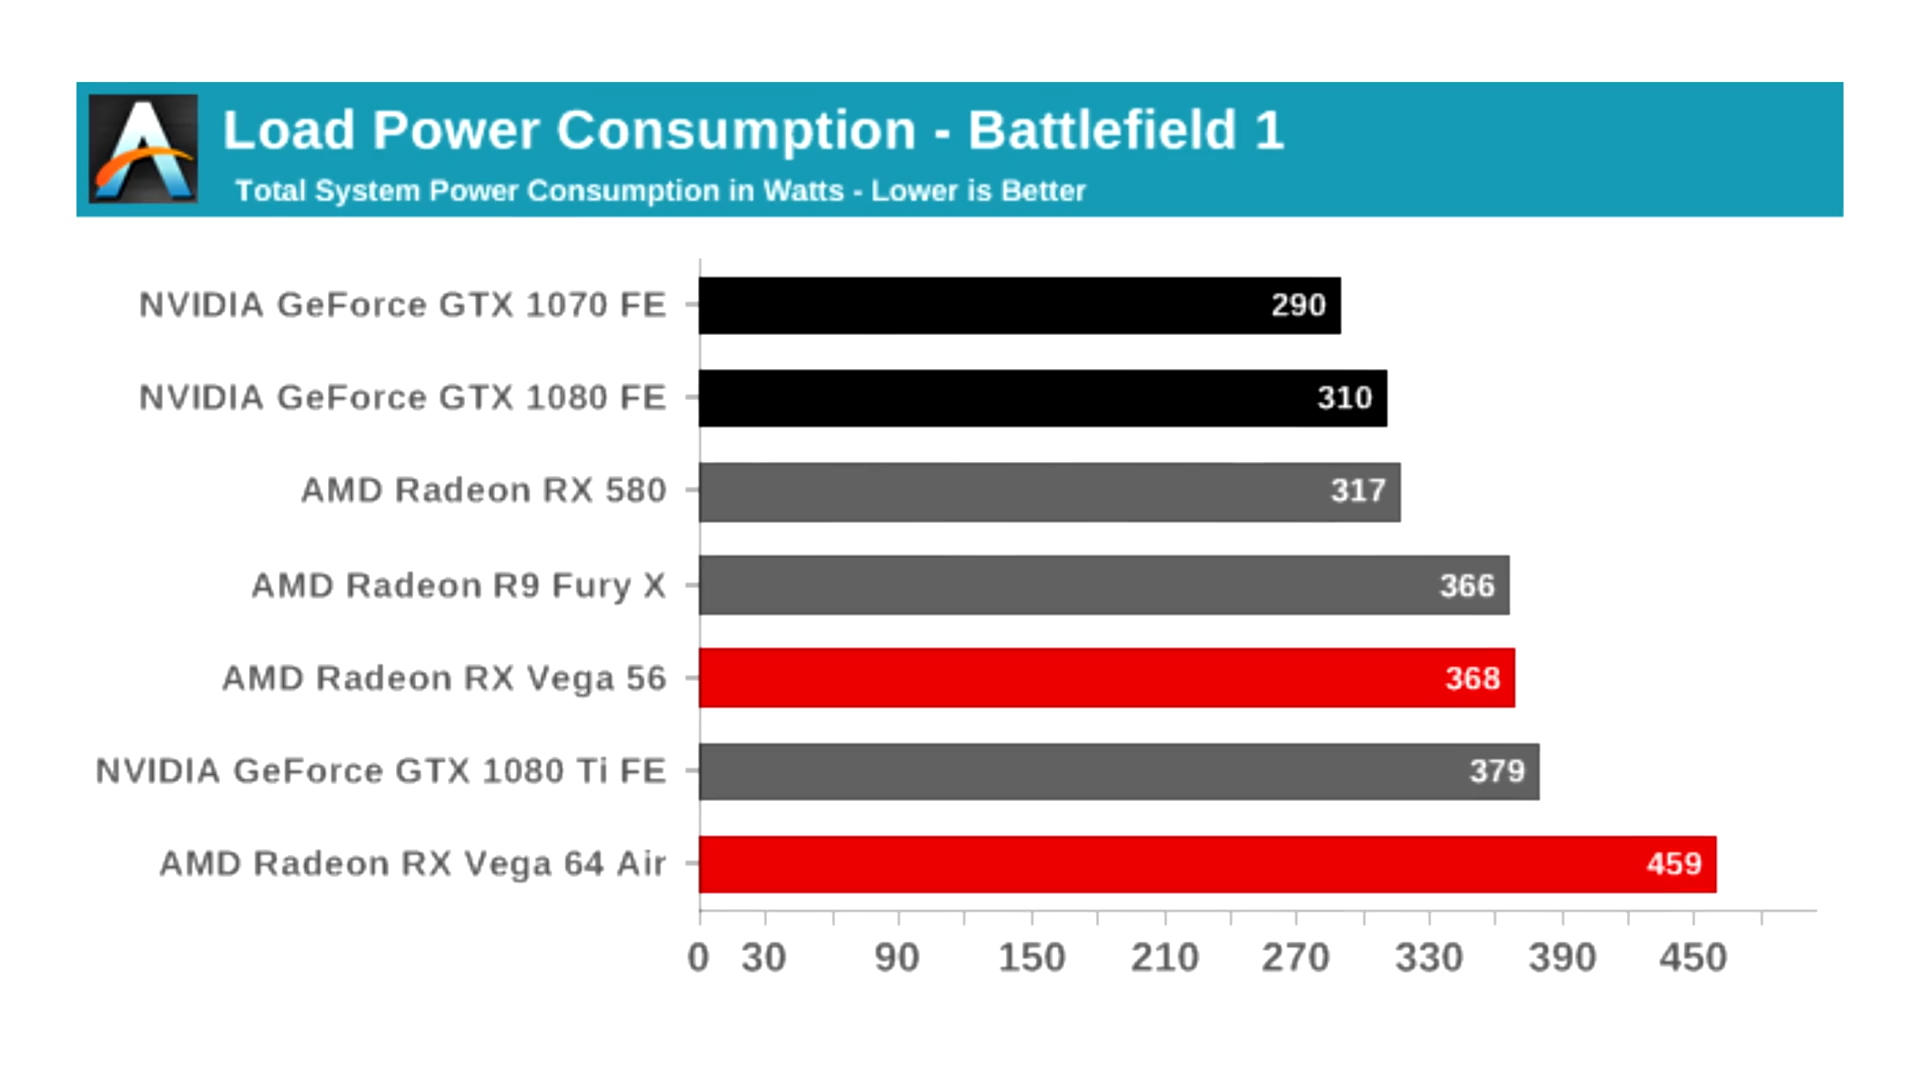 Load Power Consumption - Battlefield 1
Total System Power Consumption in Watts - Lower is Better
NVIDIA GeForce GTX 1070 FE 290
NVIDIA GeForce GTX 1080 FE 310
AMD Radeon RX 580 317
AMD Radeon R9 Fury X 366
AMD Radeon RX Vega 56 368
NVIDIA GeForce GTX 1080 Ti FE 379
AMD Radeon RX Vega 64 Air 459
0 30 90 150 210 270 330 390 450